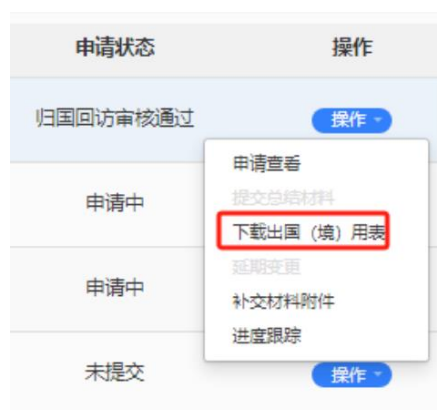 申请状态 操作
归国回访审核通过 操作
申请查看
提交总结材料
申请中
下载出国（境）用表
延期变更
申请中
补交材料附件
进度跟踪
未提交 操作